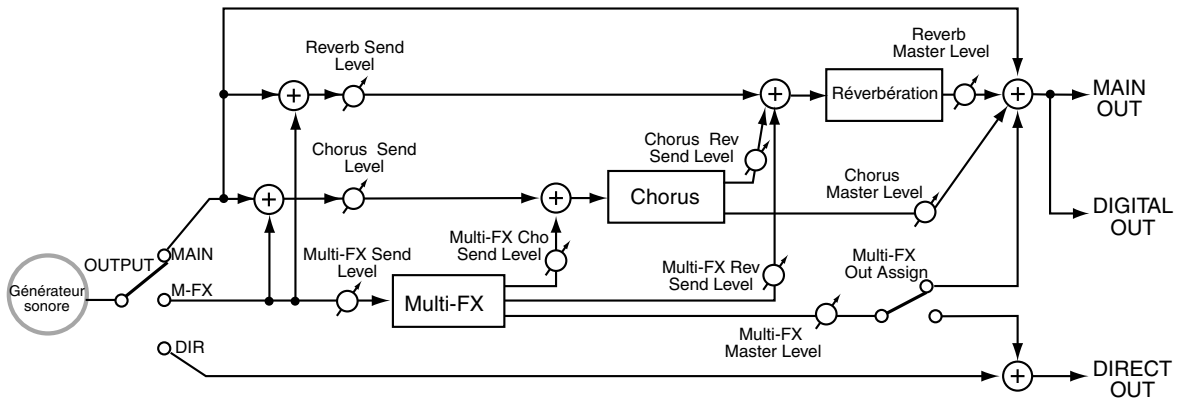 Reverb Send
Level
Reverb
Master Level
Réverbération
MAIN
OUT
Chorus Send
Level
Chorus Rev
Send Level
Chorus
Chorus
Master Level
DIGITAL
OUT
OUTPUT
MAIN
Multi-FX Send
Level
Multi-FX Cho
Send Level
Multi-FX Rev
Send Level
Multi-FX
Out Assign
Générateur
sonore
M-FX
Multi-FX
Multi-FX
Master Level
DIR
DIRECT
OUT